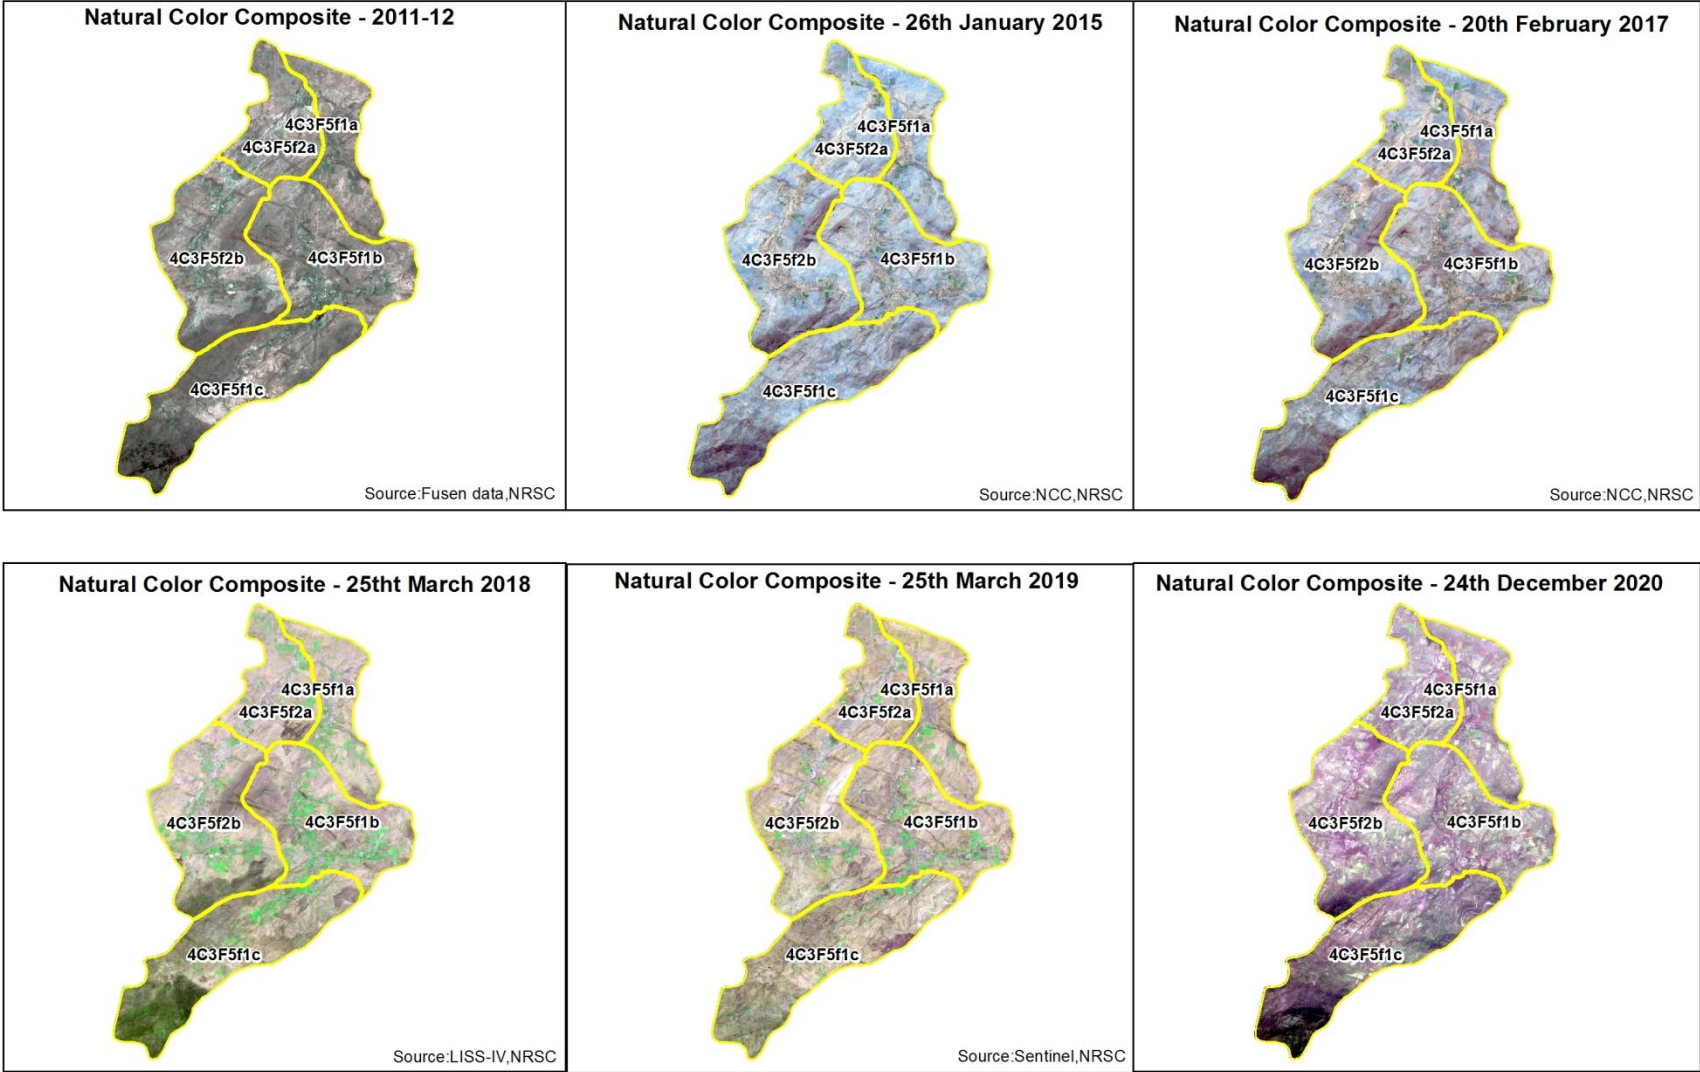 Natural Color Composite - 2011-12
4C3F5f1a
4C3F5f2a
4C3F5f2b
4C3F5f1b
4C3F5f1c
Source:Fusen data,NRSC
Natural Color Composite - 26th January 2015
4C3F5f1a
4C3F5f2a
4C3F5f2b
4C3F5f1b
4C3F5f1c
Source:NCC,NRSC
Natural Color Composite - 20th February 2017
4C3F5f1a
4C3F5f2a
4C3F5f2b
4C3F5f1b
4C3F5f1c
Source:NCC,NRSC
Natural Color Composite - 25tht March 2018
4C3F5f1a
4C3F5f2a
4C3F5f2b
4C3F5f1b
4C3F5f1c
Source:LISS-IV,NRSC
Natural Color Composite - 25th March 2019
4C3F5f1a
4C3F5f2a
4C3F5f2b
4C3F5f1b
4C3F5f1c
Source:Sentinel,NRSC
Natural Color Composite - 24th December 2020
4C3F5f1a
4C3F5f2a
4C3F5f2b
4C3F5f1b
4C3F5f1c